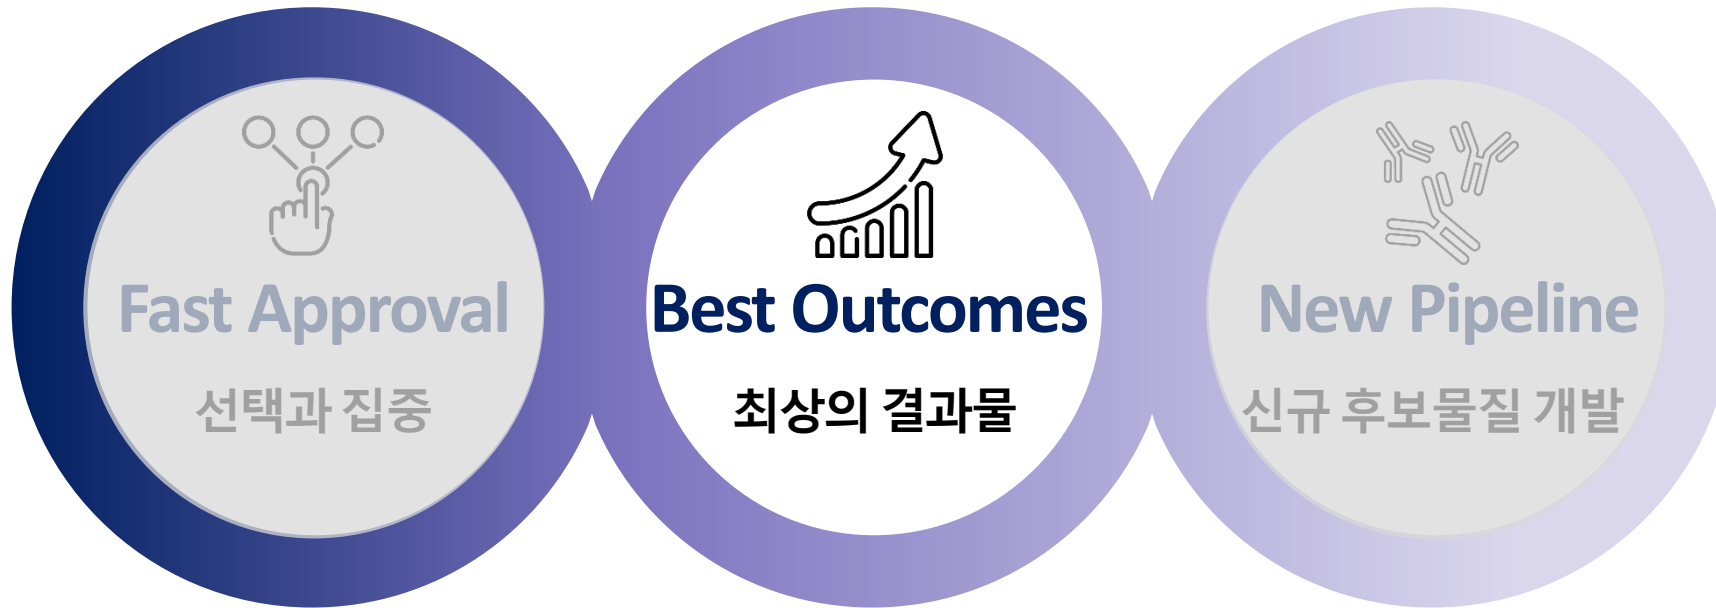 Fast Approval
선택과 집중
Best Outcomes
최상의 결과물
New Pipeline
신규 후보물질 개발